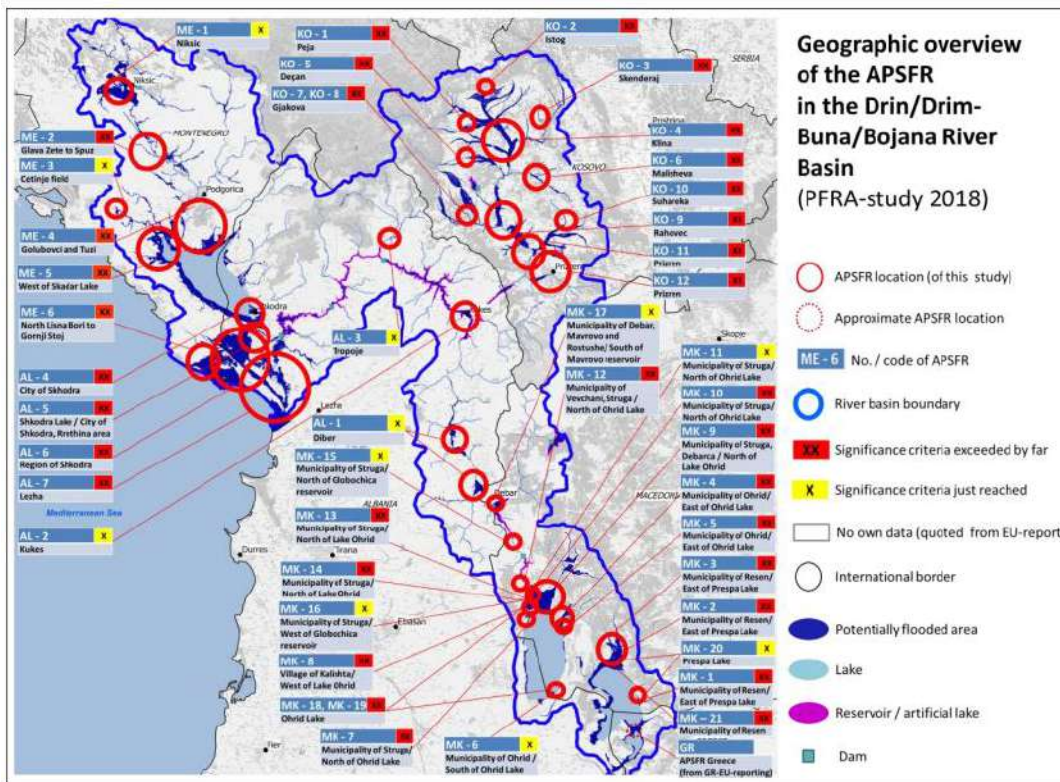 Geographic overview
of the APSFR
in the Drin/Drim-
Buna/Bojana River
Basin
(PFRA-study 2018)
APSFR location (of this study)
Approximate APSFR location
ME - 6 No. / code of APSFR
River basin boundary
XX Significance criteria exceeded by far
X Significance criteria just reached
No own data (quoted from EU-report
International border
Potentially flooded area
Lake
Reservoir / artificial lake
Dam
ME - 1 X
Niksic
ME - 2 XX
Glava Zete to Spuz
ME - 3 X
Cetinje field
ME - 4 XX
Golubovci and Tuzi
ME - 5 XX
West of Skadar Lake
ME - 6 XX
North Lisna Bori to
Gornji Stoj
AL - 4 XX
City of Skhodra
AL - 5 XX
Shkodra Lake / City of
Shkodra, Rrethina area
AL - 6 XX
Region of Shkodra
AL - 7 XX
Lezha
AL - 2 X
Kukes
KO - 1 XX
Peja
KO - 5 XX
Deçan
KO - 7, KO - 8 XX
Gjakova
KO - 2 XX
Istog
KO - 3 XX
Skenderaj
KO - 4 XX
Klina
KO - 6 XX
Malisheva
KO - 10 XX
Suhareka
KO - 9 XX
Rahovec
KO - 11 XX
Prizren
KO - 12 XX
Prizren
AL - 3 X
Tropoje
AL - 1 X
Diber
MK - 17 X
Municipality of Debar,
Mavrovo and
Rostushe/ South of
Mavrovo reservoir
MK - 12 XX
Municipality of
Vevchani, Struga /
North of Ohrid Lake
MK - 15 X
Municipality of Struga/
North of Globochica
reservoir
MK - 13 XX
Municipality of Struga/
North of Lake Ohrid
MK - 14 XX
Municipality of Struga/
North of Lake Ohrid
MK - 16 X
Municipality of Struga/
West of Globochica
reservoir
MK - 8 XX
Village of Kalishta/
West of Lake Ohrid
MK - 18, MK - 19 XX
Ohrid Lake
MK - 7 XX
Municipality of Struga/
North of Ohrid Lake
MK - 6 X
Municipality of Ohrid /
South of Ohrid Lake
MK - 11 X
Municipality of Struga/
North of Ohrid Lake
MK - 10 XX
Municipality of Struga/
North of Ohrid Lake
MK - 9 XX
Municipality of Struga,
Debarca / North of
Lake Ohrid
MK - 4 XX
Municipality of Ohrid/
East of Ohrid Lake
MK - 5 XX
Municipality of Ohrid/
East of Ohrid Lake
MK - 3 XX
Municipality of Resen/
East of Prespa Lake
MK - 2 XX
Municipality of Resen/
East of Prespa Lake
MK - 20 X
Prespa Lake
MK - 1 XX
Municipality of Resen/
East of Prespa Lake
MK – 21 XX
Municipality of Resen
GR
APSFR Greece
(from GR-EU-reporting)
SERBIA
MONTENEGRO
KOSOVO
ALBANIA
Niksic
Podgorica
Prishtina
Prizren
Skopje
Lezha
Debar
Durres
Tirana
Elbasan
Mediterranean Sea